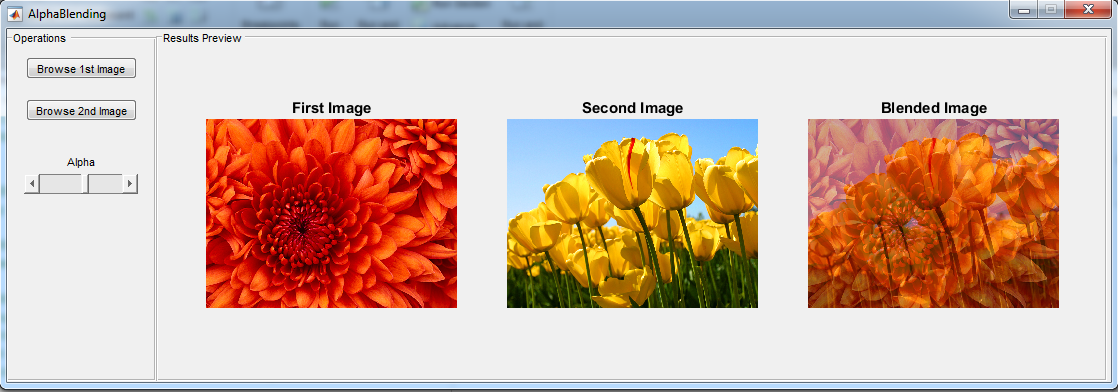 AlphaBlending
Operations
Results Preview
Browse 1st Image
Browse 2nd Image
Alpha
First Image
Second Image
Blended Image